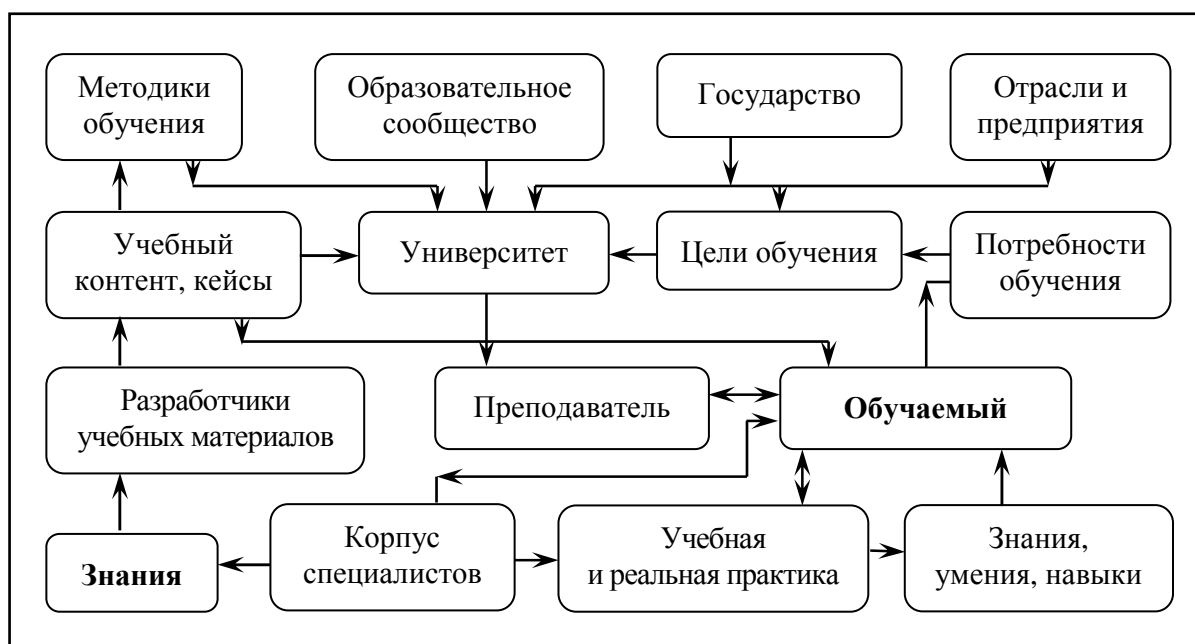 Методики
обучения
Образовательное
сообщество
Государство
Отрасли и
предприятия
Учебный
контент, кейсы
Университет
Цели обучения
Потребности
обучения
Разработчики
учебных материалов
Преподаватель
Обучаемый
Знания
Корпус
специалистов
Учебная
и реальная практика
Знания,
умения, навыки